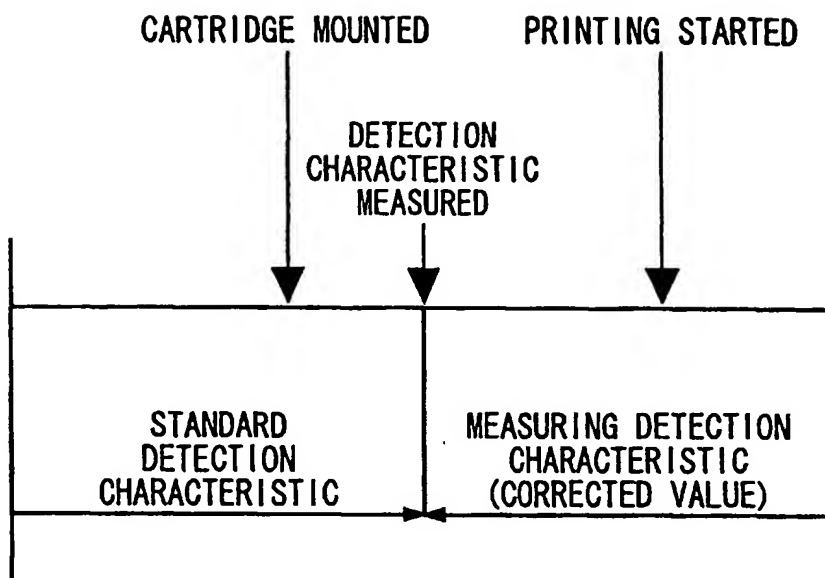 CARTRIDGE MOUNTED
PRINTING STARTED
DETECTION
CHARACTERISTIC
MEASURED
STANDARD
DETECTION
CHARACTERISTIC
MEASURING DETECTION
CHARACTERISTIC
(CORRECTED VALUE)